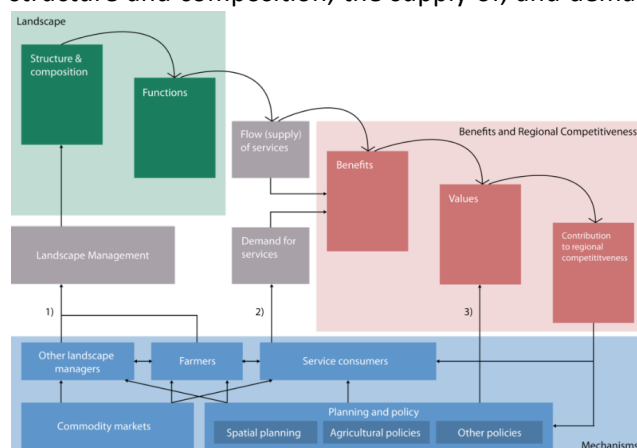 structure and composition, the supply of, and dema
Landscape
Structure &
composition
Functions
Flow (supply)
of services
Benefits and Regional Competitiveness
Benefits
Values
Contribution
to regional
competititveness
Landscape Management
Demand for
services
1)
2)
3)
Other landscape
managers
Farmers
Service consumers
Commodity markets
Planning and policy
Spatial planning
Agricultural policies
Other policies
Mechanisms